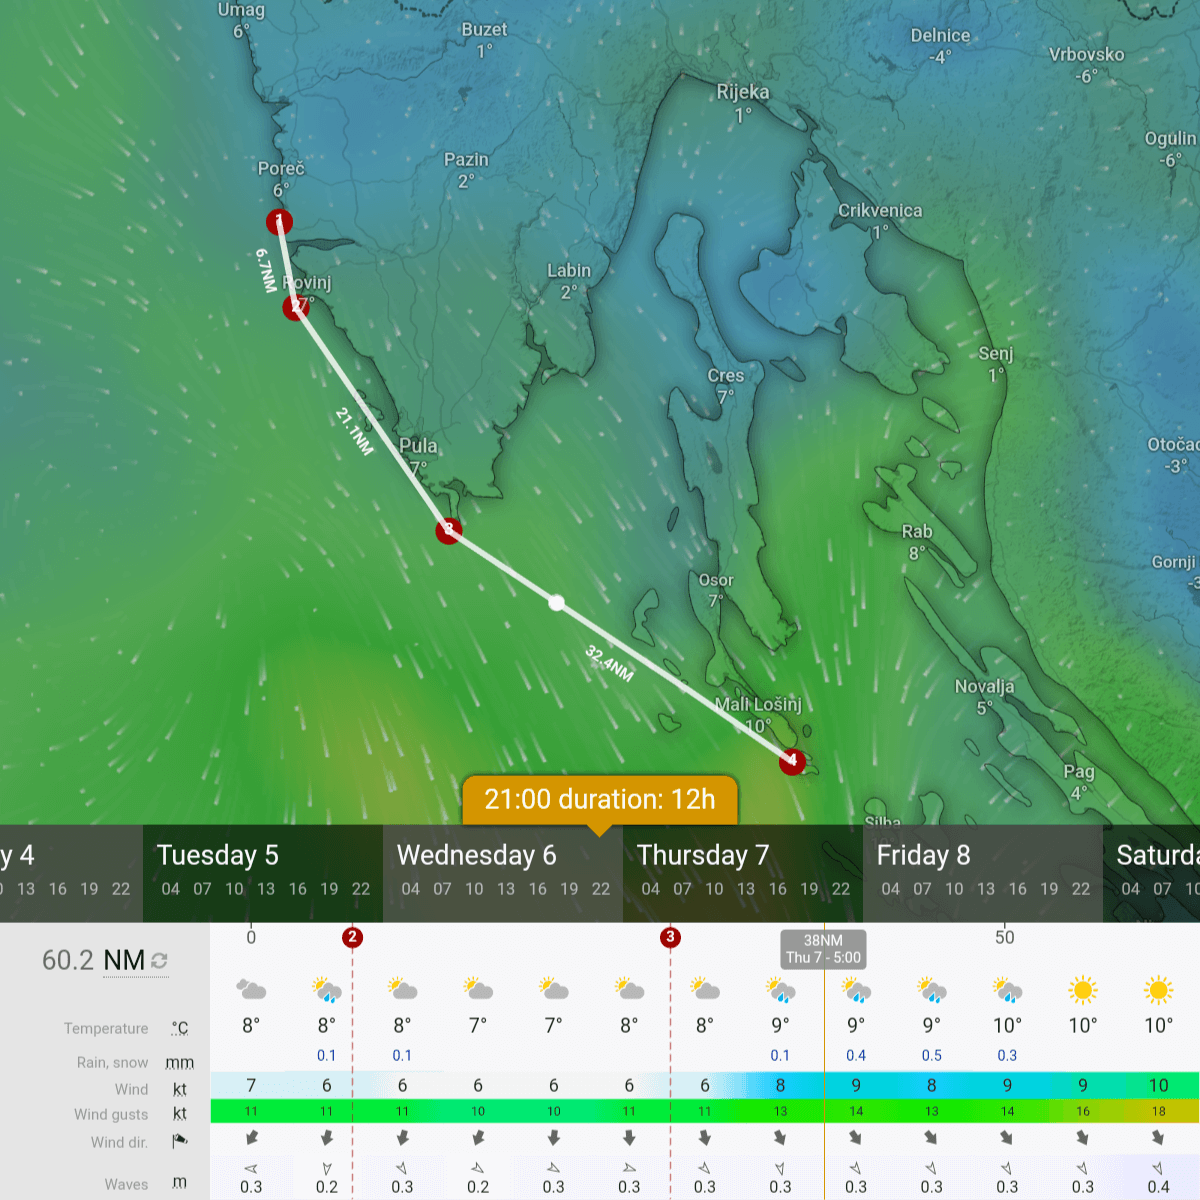 Umag
6°
Buzet
1°
Delnice
-4°
Vrbovsko
-6°
Rijeka
1°
Ogulin
-6°
Poreč
6°
Pazin
2°
Crikvenica
1°
1
6.7NM
Labin
2°
Rovinj
7°
2
Senj
1°
Cres
7°
21.1NM
Pula
7°
Otočac
-3°
3
Rab
8°
Gornji
-3
Osor
7°
32.4NM
Novalja
5°
Mali Lošinj
10°
4
Pag
4°
21:00 duration: 12h
Silba
y 4 Tuesday 5 Wednesday 6 Thursday 7 Friday 8 Saturda
0 13 16 19 22 04 07 10 13 16 19 22 04 07 10 13 16 19 22 04 07 10 13 16 19 22 04 07 10 13 16 19 22 04 07 10
0 2 3 38NM 50
Thu 7 - 5:00
60.2 NM
Temperature °C 8° 8° 8° 7° 7° 8° 8° 9° 9° 9° 10° 10° 10°
Rain, snow mm 0.1 0.1 0.1 0.4 0.5 0.3
Wind kt 7 6 6 6 6 6 6 8 9 8 9 9 10
Wind gusts kt 11 11 11 10 10 11 11 13 14 13 14 16 18
Wind dir.
Waves m 0.3 0.2 0.3 0.2 0.3 0.3 0.3 0.3 0.3 0.3 0.3 0.3 0.4